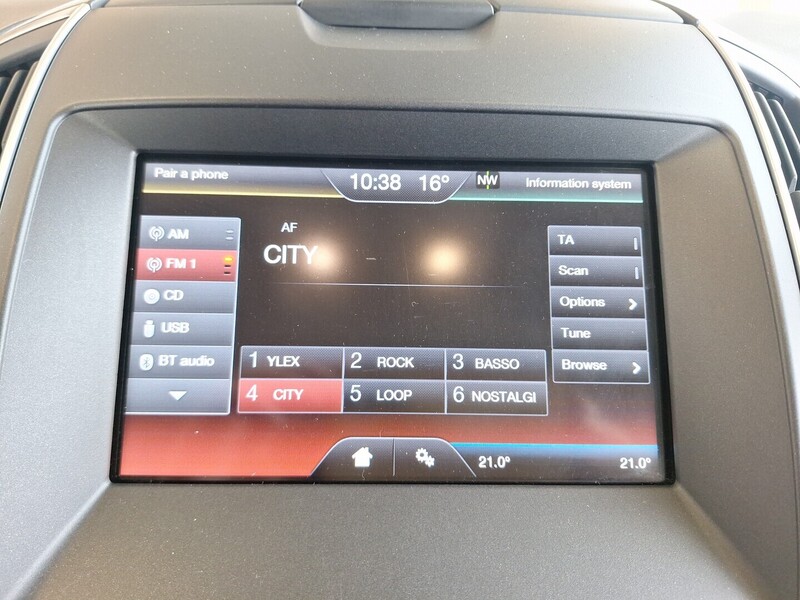 Pair a phone
10:38 16°
NW
Information system
AM
FM 1
CD
USB
BT audio
AF
CITY
TA
Scan
Options
Tune
Browse
1 YLEX
2 ROCK
3 BASSO
4 CITY
5 LOOP
6 NOSTALGI
21.0°
21.0°